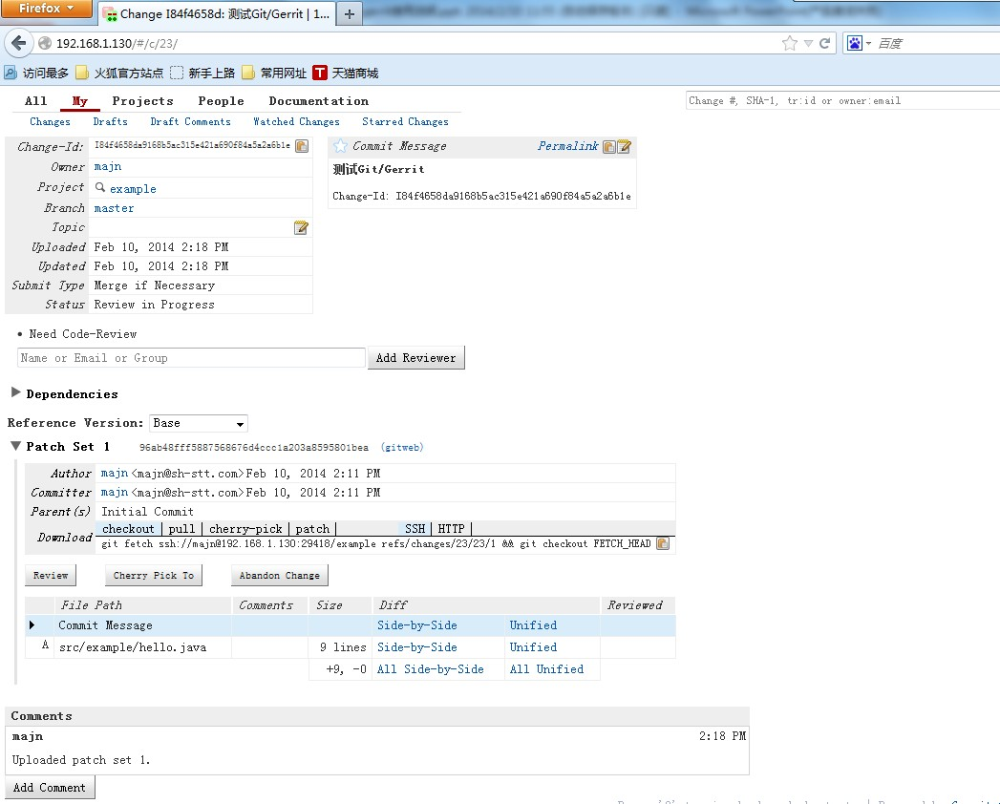 Firefox
Change I84f4658d: 测试Git/Gerrit | 1...
192.168.1.130/#/c/23/
百度
访问最多 火狐官方站点 新手上路 常用网址 天猫商城
All My Projects People Documentation
Change #, SHA-1, tr:id or owner:email
Changes Drafts Draft Comments Watched Changes Starred Changes
Change-Id: I84f4658da9168b5ac315e421a690f84a5a2a6b1e
Owner majn
Project example
Branch master
Topic
Uploaded Feb 10, 2014 2:18 PM
Updated Feb 10, 2014 2:18 PM
Submit Type Merge if Necessary
Status Review in Progress
Commit Message Permalink
测试Git/Gerrit
Change-Id: I84f4658da9168b5ac315e421a690f84a5a2a6b1e
Need Code-Review
Name or Email or Group Add Reviewer
Dependencies
Reference Version: Base
Patch Set 1 96ab48fff5887568676d4ccc1a203a8595801bea (gitweb)
Author majn <majn@sh-stt.com> Feb 10, 2014 2:11 PM
Committer majn <majn@sh-stt.com> Feb 10, 2014 2:11 PM
Parent(s) Initial Commit
Download checkout | pull | cherry-pick | patch | SSH | HTTP |
git fetch ssh://majn@192.168.1.130:29418/example refs/changes/23/23/1 && git checkout FETCH_HEAD
Review Cherry Pick To Abandon Change
File Path Comments Size Diff Reviewed
Commit Message Side-by-Side Unified
A src/example/hello.java 9 lines Side-by-Side Unified
+9, -0 All Side-by-Side All Unified
Comments
majn 2:18 PM
Uploaded patch set 1.
Add Comment